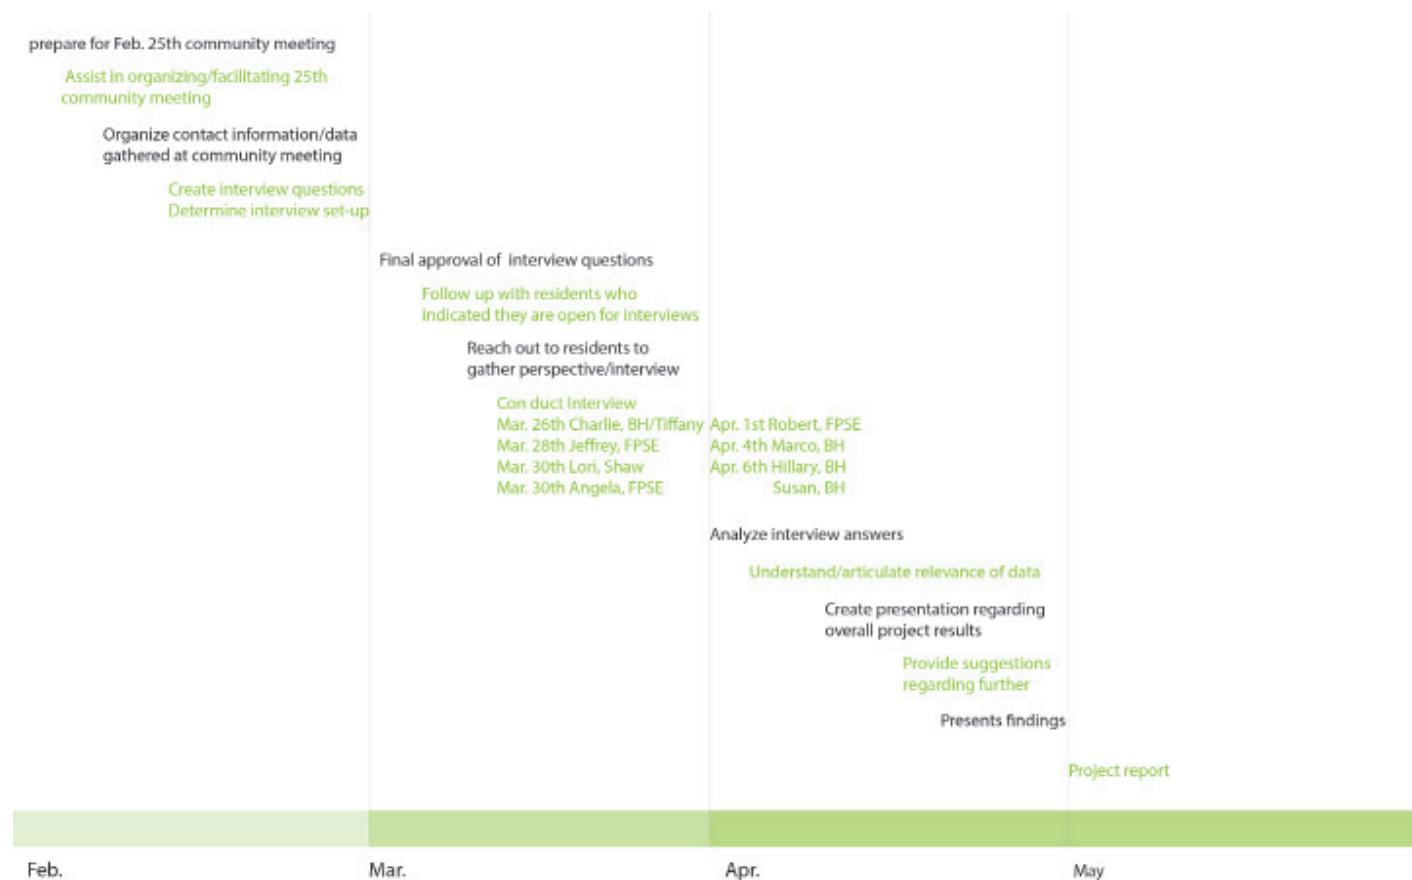 prepare for Feb. 25th community meeting
Assist in organizing/facilitating 25th
community meeting
Organize contact information/data
gathered at community meeting
Create interview questions
Determine interview set-up
Final approval of interview questions
Follow up with residents who
indicated they are open for interviews
Reach out to residents to
gather perspective/interview
Con duct Interview
Mar. 26th Charlie, BH/Tiffany
Mar. 28th Jeffrey, FPSE
Mar. 30th Lori, Shaw
Mar. 30th Angela, FPSE
Apr. 1st Robert, FPSE
Apr. 4th Marco, BH
Apr. 6th Hillary, BH
Susan, BH
Analyze interview answers
Understand/articulate relevance of data
Create presentation regarding
overall project results
Provide suggestions
regarding further
Presents findings
Project report
Feb.
Mar.
Apr.
May